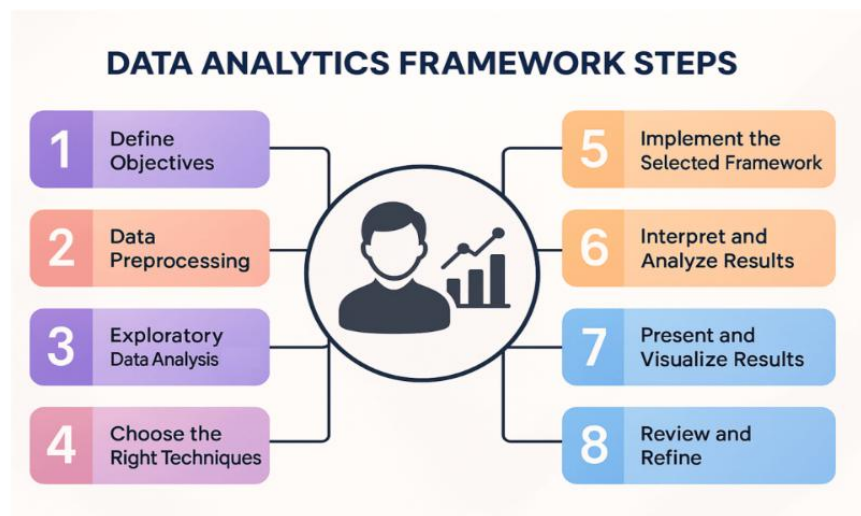 DATA ANALYTICS FRAMEWORK STEPS
1
Define
Objectives
2
Data
Preprocessing
3
Exploratory
Data Analysis
4
Choose the
Right Techniques
5
Implement the
Selected Framework
6
Interpret and
Analyze Results
7
Present and
Visualize Results
8
Review and
Refine